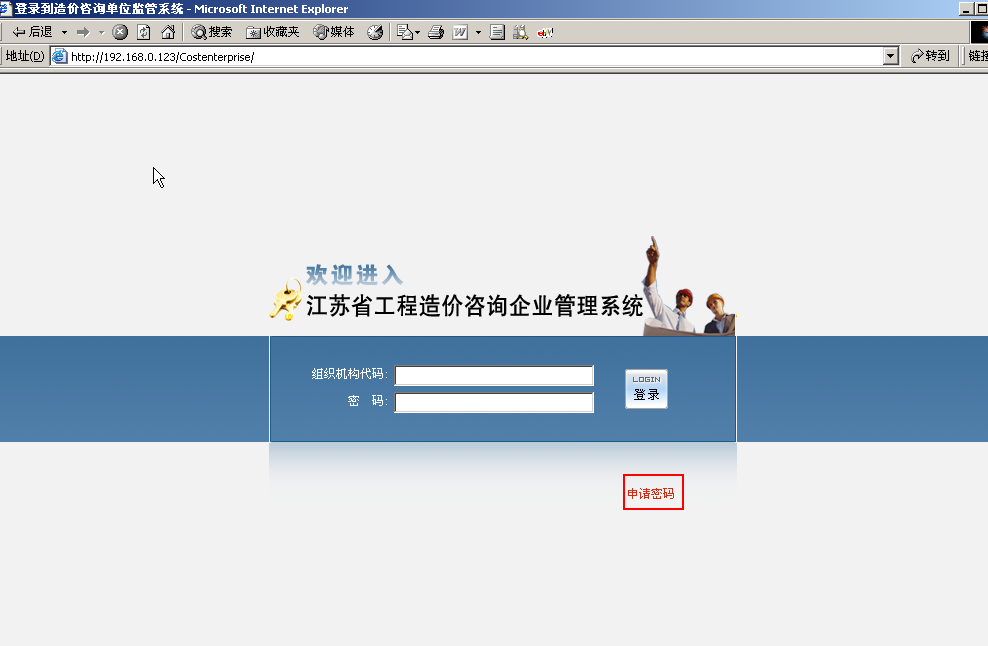 登录到造价咨询单位监管系统 - Microsoft Internet Explorer
后退 搜索 收藏夹 媒体
地址(D) http://192.168.0.123/Costenterprise/ 转到 链接
欢迎进入
江苏省工程造价咨询企业管理系统
组织机构代码:
密 码:
LOGIN
登录
申请密码